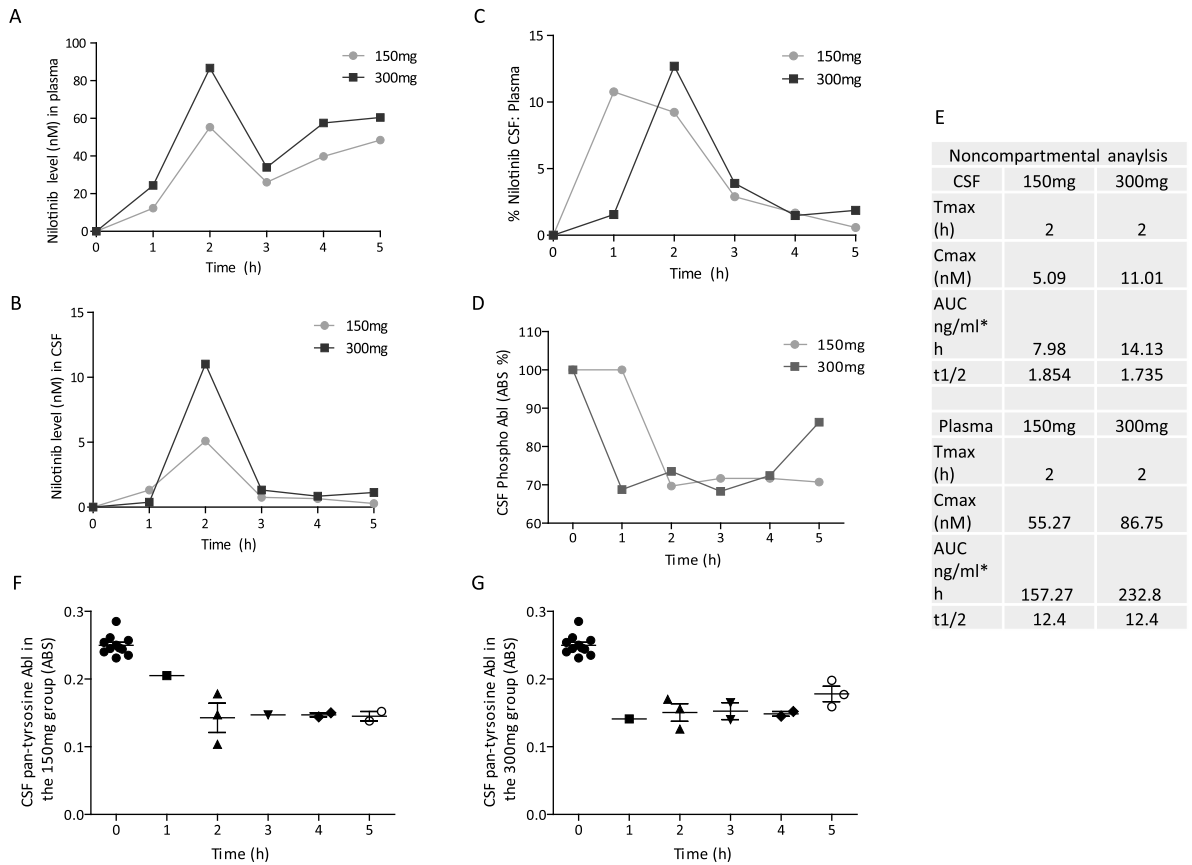 A
Nilotinib level (nM) in plasma
100
80
60
40
20
0
0 1 2 3 4 5
Time (h)
150mg
300mg
B
Nilotinib level (nM) in CSF
15
10
5
0
0 1 2 3 4 5
Time (h)
150mg
300mg
C
% Nilotinib CSF: Plasma
15
10
5
0
0 1 2 3 4 5
Time (h)
150mg
300mg
D
CSF Phospho Abl (ABS %)
110
100
90
80
70
60
0 1 2 3 4 5
Time (h)
150mg
300mg
E
Noncompartmental anaylsis
CSF 150mg 300mg
Tmax
(h) 2 2
Cmax
(nM) 5.09 11.01
AUC
ng/ml*
h 7.98 14.13
t1/2 1.854 1.735
Plasma 150mg 300mg
Tmax
(h) 2 2
Cmax
(nM) 55.27 86.75
AUC
ng/ml*
h 157.27 232.8
t1/2 12.4 12.4
F
CSF pan-tyrsosine Abl in
the 150mg group (ABS)
0.3
0.2
0.1
0.0
0 1 2 3 4 5
Time (h)
G
CSF pan-tyrsosine Abl in
the 300mg group (ABS)
0.3
0.2
0.1
0.0
0 1 2 3 4 5
Time (h)